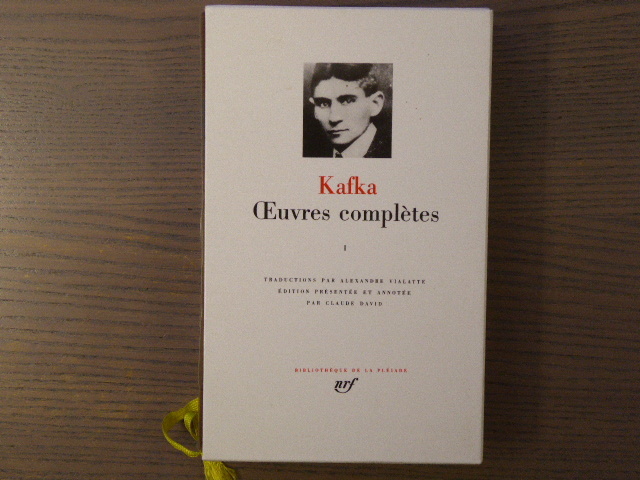 Kafka
Œuvres complètes
I
TRADUCTIONS PAR ALEXANDRE VIALATTE
ÉDITION PRÉSENTÉE ET ANNOTÉE
PAR CLAUDE DAVID
BIBLIOTHÈQUE DE LA PLÉIADE
nrf